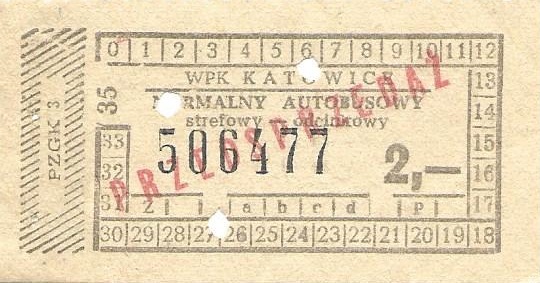 0 1 2 3 4 5 6 7 8 9 10 11 12
WPK KATOWICE 13
35 NORMALNY AUTOBUSOWY 14
strefowy — odcinkowy
33 506477 2,— 15
32 16
31 Z i a b c d P 17
30 29 28 27 26 25 24 23 22 21 20 19 18
PZGK 3
PRZEDSPRZEDAŻ